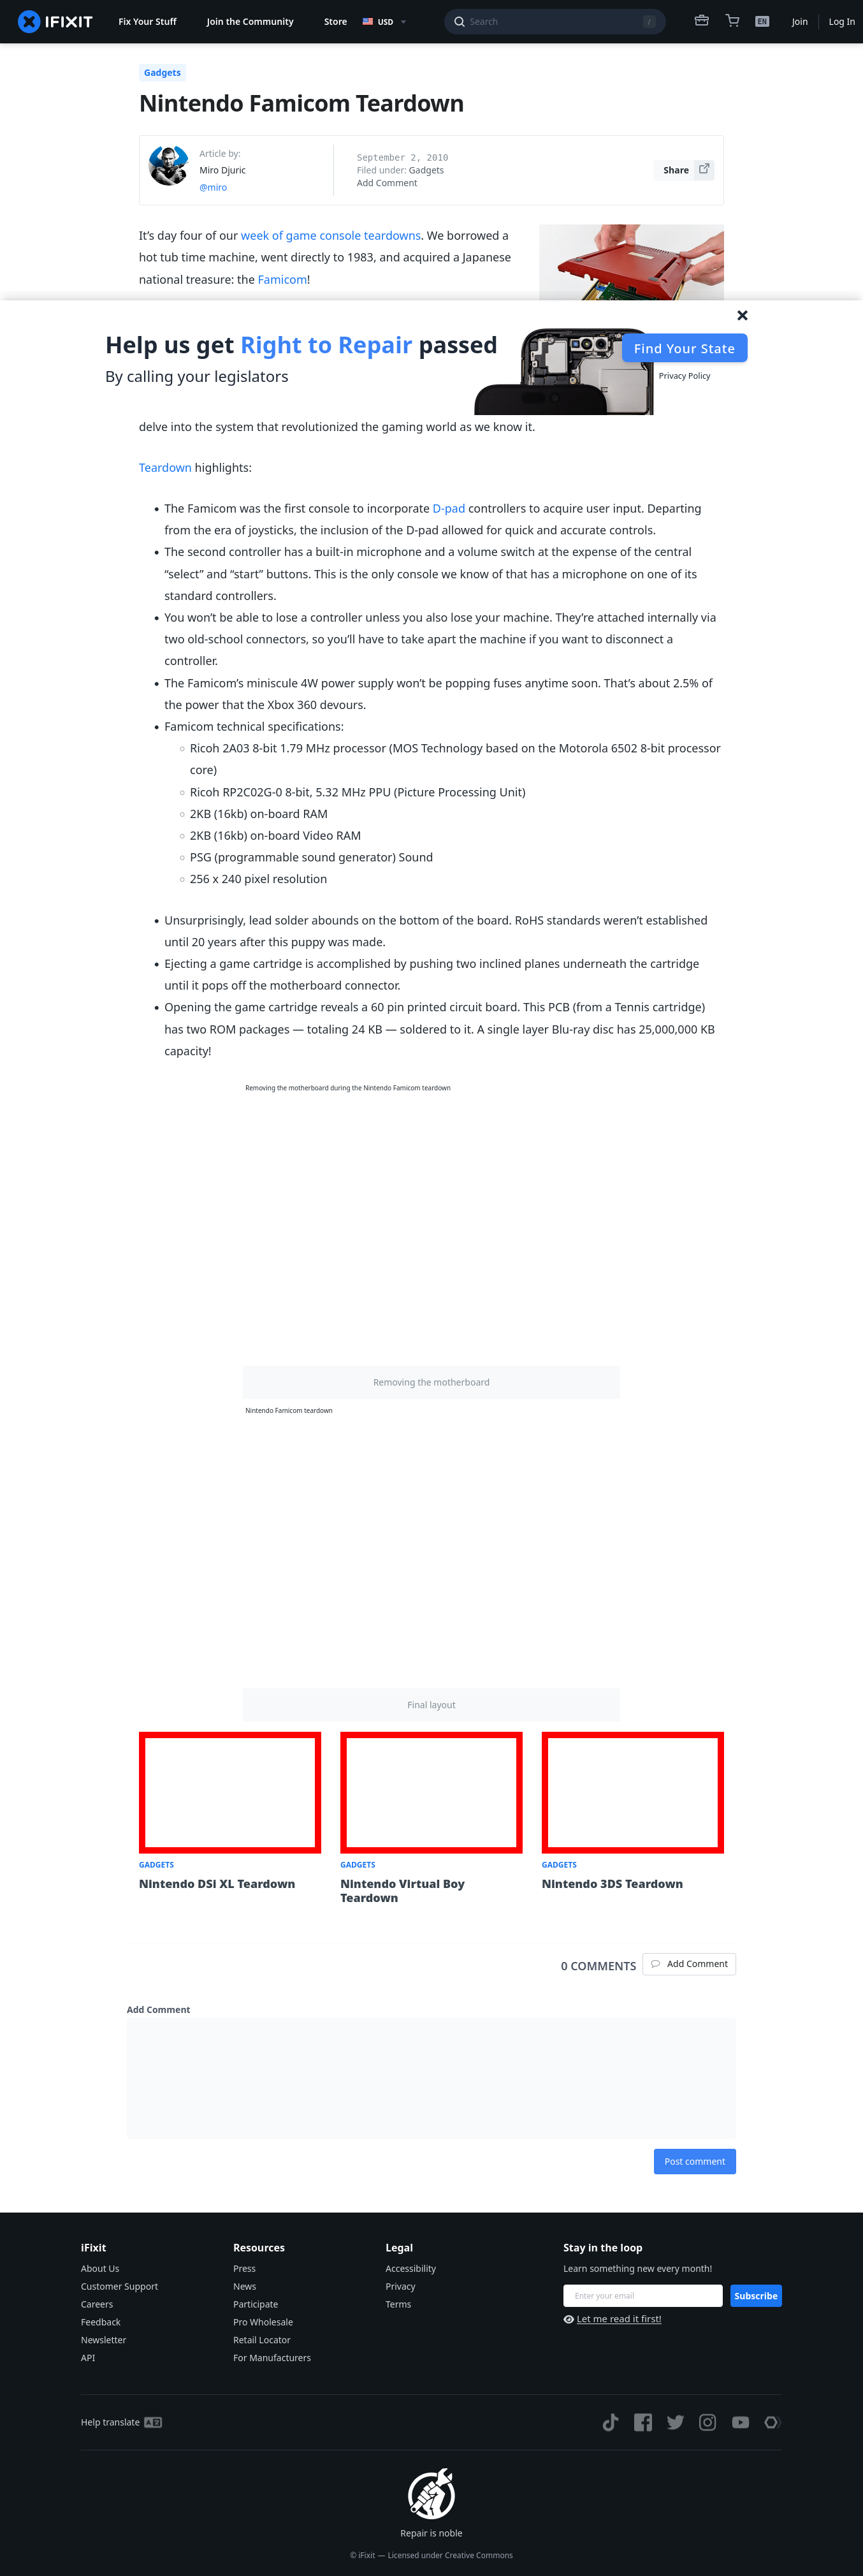 IFIXIT
Fix Your Stuff
Join the Community
Store
USD
Search
/
EN
Join
Log In
Gadgets
Nintendo Famicom Teardown
Article by:
Miro Djuric
@miro
September 2, 2010
Filed under: Gadgets
Add Comment
Share
It’s day four of our week of game console teardowns. We borrowed a
hot tub time machine, went directly to 1983, and acquired a Japanese
national treasure: the Famicom!
Help us get Right to Repair passed
By calling your legislators
Find Your State
Privacy Policy
delve into the system that revolutionized the gaming world as we know it.
Teardown highlights:
The Famicom was the first console to incorporate D-pad controllers to acquire user input. Departing
from the era of joysticks, the inclusion of the D-pad allowed for quick and accurate controls.
The second controller has a built-in microphone and a volume switch at the expense of the central
“select” and “start” buttons. This is the only console we know of that has a microphone on one of its
standard controllers.
You won’t be able to lose a controller unless you also lose your machine. They’re attached internally via
two old-school connectors, so you’ll have to take apart the machine if you want to disconnect a
controller.
The Famicom’s miniscule 4W power supply won’t be popping fuses anytime soon. That’s about 2.5% of
the power that the Xbox 360 devours.
Famicom technical specifications:
Ricoh 2A03 8-bit 1.79 MHz processor (MOS Technology based on the Motorola 6502 8-bit processor
core)
Ricoh RP2C02G-0 8-bit, 5.32 MHz PPU (Picture Processing Unit)
2KB (16kb) on-board RAM
2KB (16kb) on-board Video RAM
PSG (programmable sound generator) Sound
256 x 240 pixel resolution
Unsurprisingly, lead solder abounds on the bottom of the board. RoHS standards weren’t established
until 20 years after this puppy was made.
Ejecting a game cartridge is accomplished by pushing two inclined planes underneath the cartridge
until it pops off the motherboard connector.
Opening the game cartridge reveals a 60 pin printed circuit board. This PCB (from a Tennis cartridge)
has two ROM packages — totaling 24 KB — soldered to it. A single layer Blu-ray disc has 25,000,000 KB
capacity!
Removing the motherboard during the Nintendo Famicom teardown
Removing the motherboard
Nintendo Famicom teardown
Final layout
GADGETS
Nintendo DSi XL Teardown
GADGETS
Nintendo Virtual Boy
Teardown
GADGETS
Nintendo 3DS Teardown
0 COMMENTS
Add Comment
Add Comment
Post comment
iFixit
About Us
Customer Support
Careers
Feedback
Newsletter
API
Resources
Press
News
Participate
Pro Wholesale
Retail Locator
For Manufacturers
Legal
Accessibility
Privacy
Terms
Stay in the loop
Learn something new every month!
Enter your email
Subscribe
Let me read it first!
Help translate
Repair is noble
© iFixit — Licensed under Creative Commons